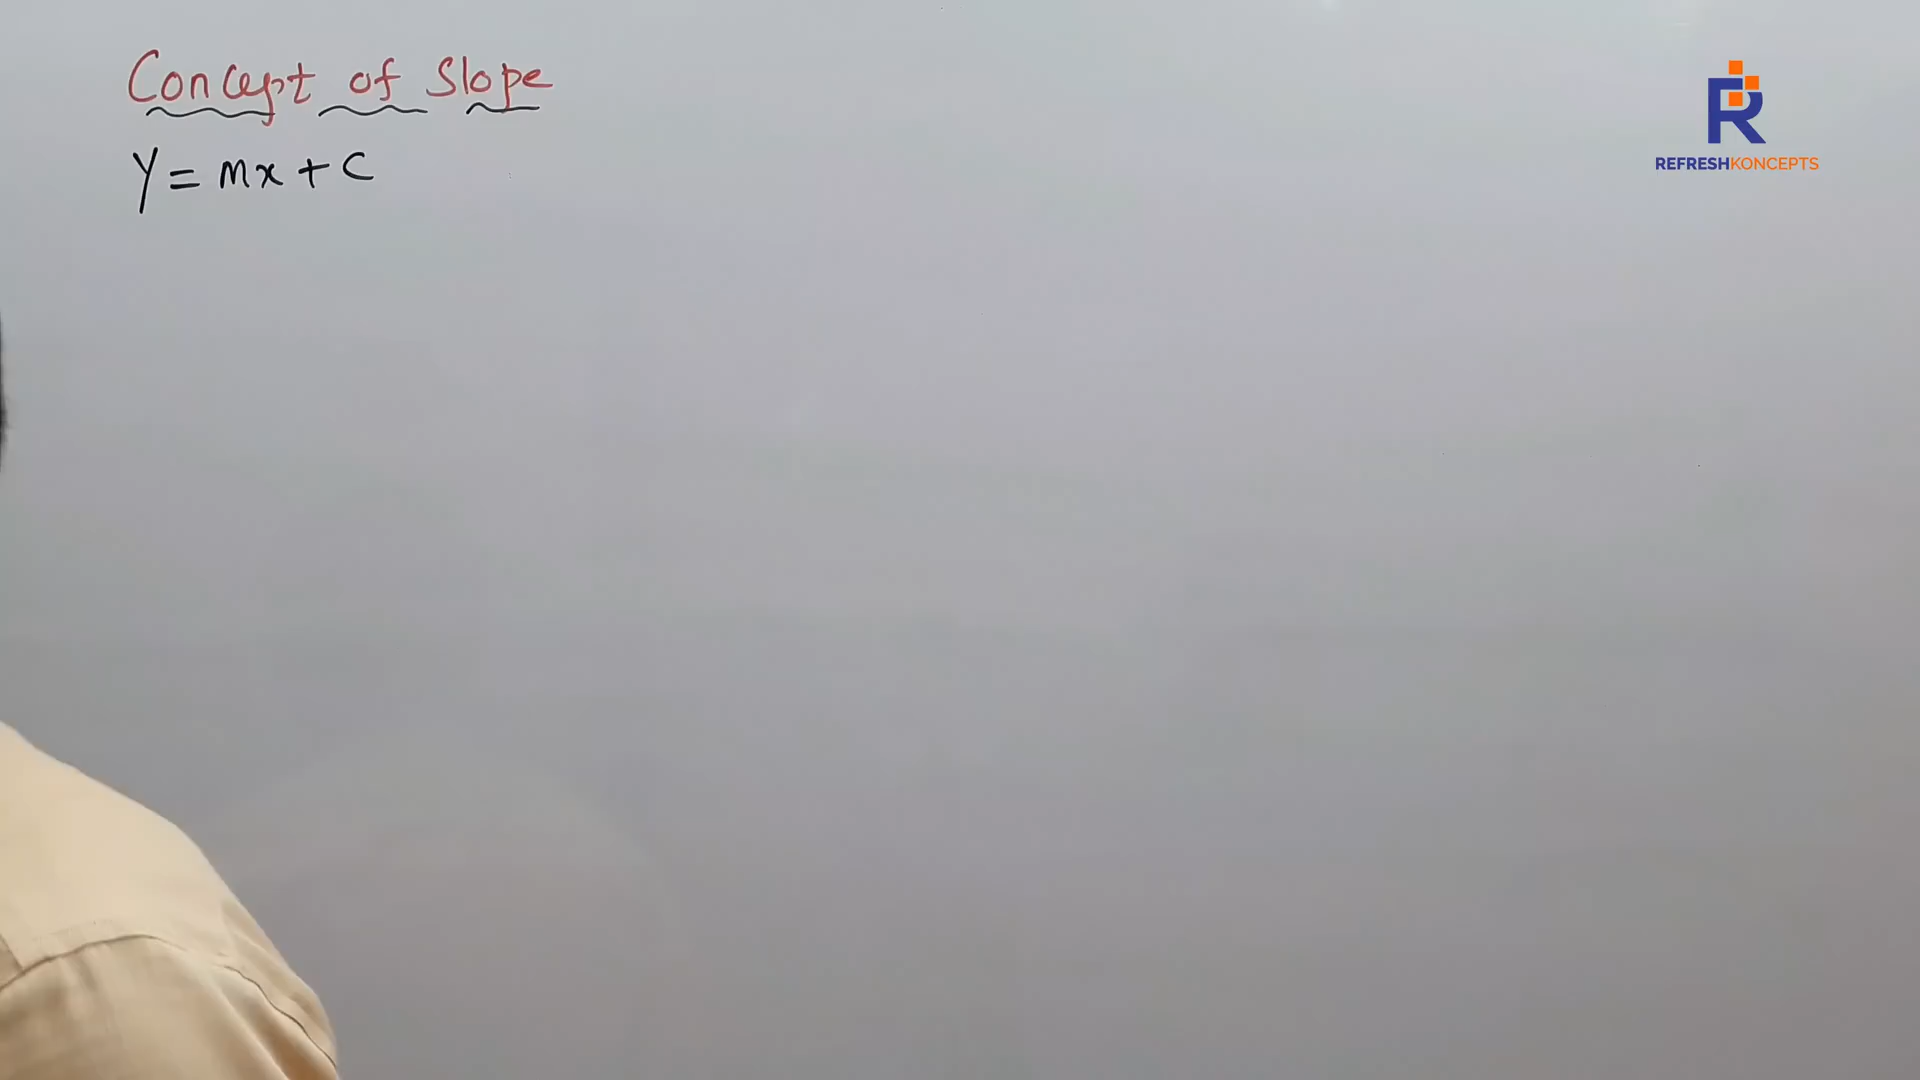 Concept of Slope
Y = mx + c
REFRESHKONCEPTS